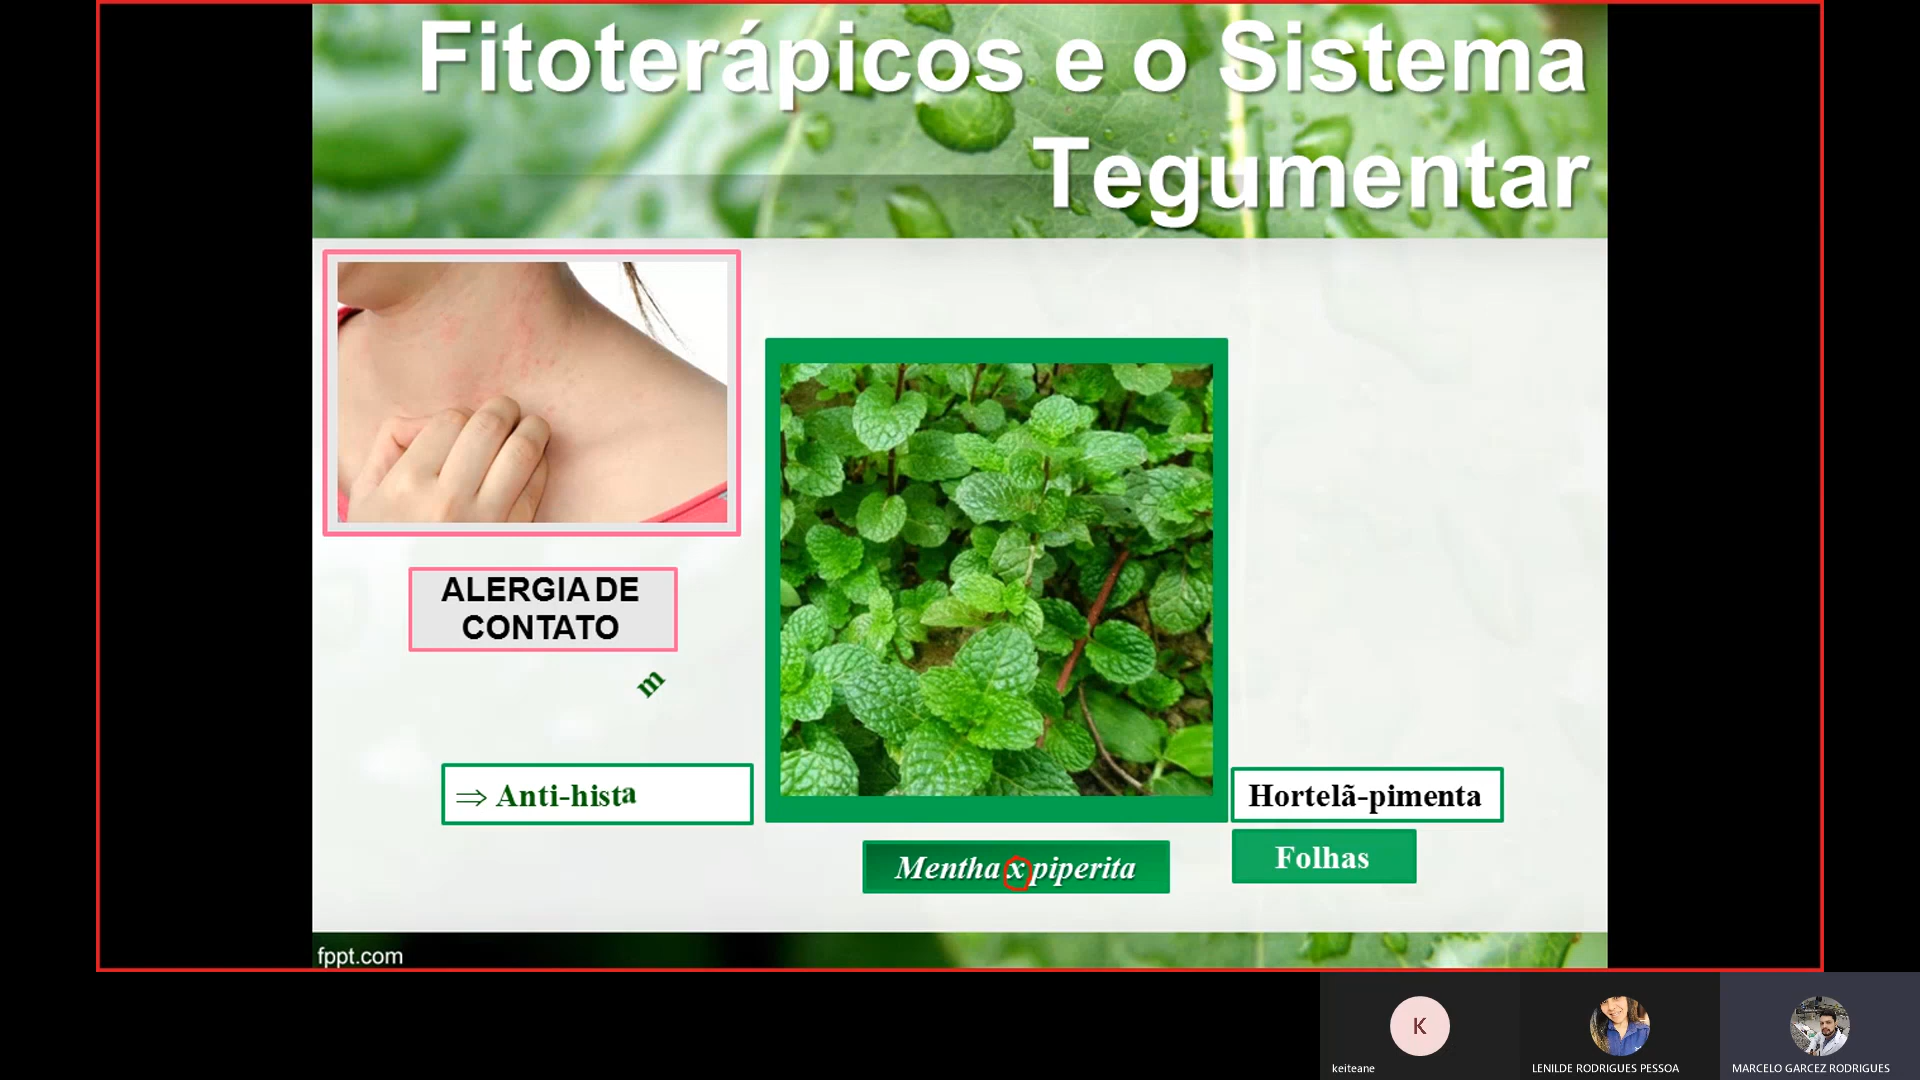 Fitoterápicos e o Sistema
Tegumentar
ALERGIA DE
CONTATO
m
⇒ Anti-hista
Mentha x piperita
Hortelã-pimenta
Folhas
fppt.com
K
keiteane
LENILDE RODRIGUES PESSOA
MARCELO GARCEZ RODRIGUES